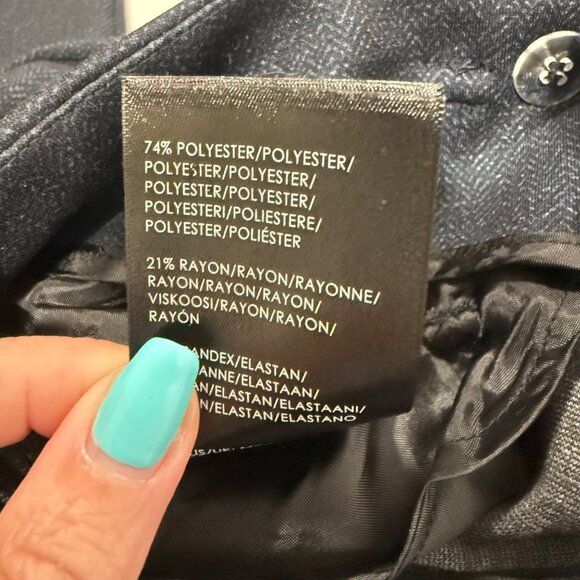 74% POLYESTER/POLYESTER/
POLYESTER/POLYESTER/
POLYESTER/POLYESTER/
POLYESTERI/POLIESTERE/
POLYESTER/POLIÉSTER
21% RAYON/RAYON/RAYONNE/
RAYON/RAYON/RAYON/
VISKOOSI/RAYON/RAYON/
RAYÓN
ANDEX/ELASTAN/
ANNE/ELASTAAN/
AN/ELASTAN/ELASTAANI/
N/ELASTAN/ELASTANO